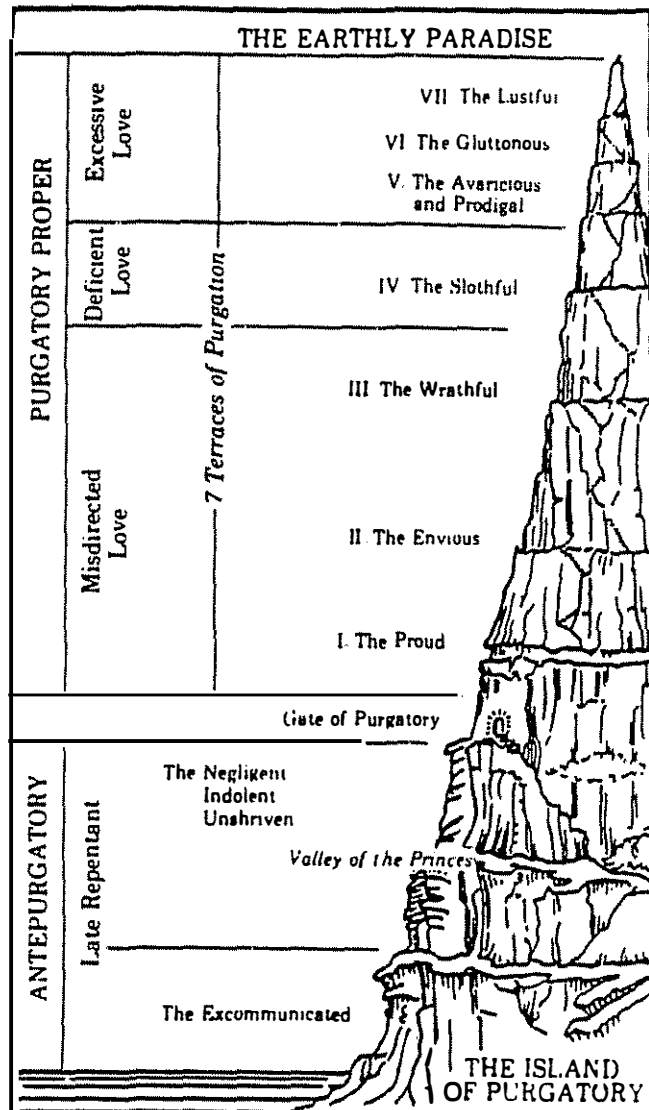 THE EARTHLY PARADISE
PURGATORY PROPER
Excessive
Love
VII The Lustful
VI The Gluttonous
V. The Avaricious
and Prodigal
Deficient
Love
7 Terraces of Purgation
IV The Slothful
Misdirected
Love
III The Wrathful
II. The Envious
I. The Proud
Gate of Purgatory
ANTEPURGATORY
Late Repentant
The Negligent
Indolent
Unshriven
Valley of the Princes
The Excommunicated
THE ISLAND
OF PURGATORY